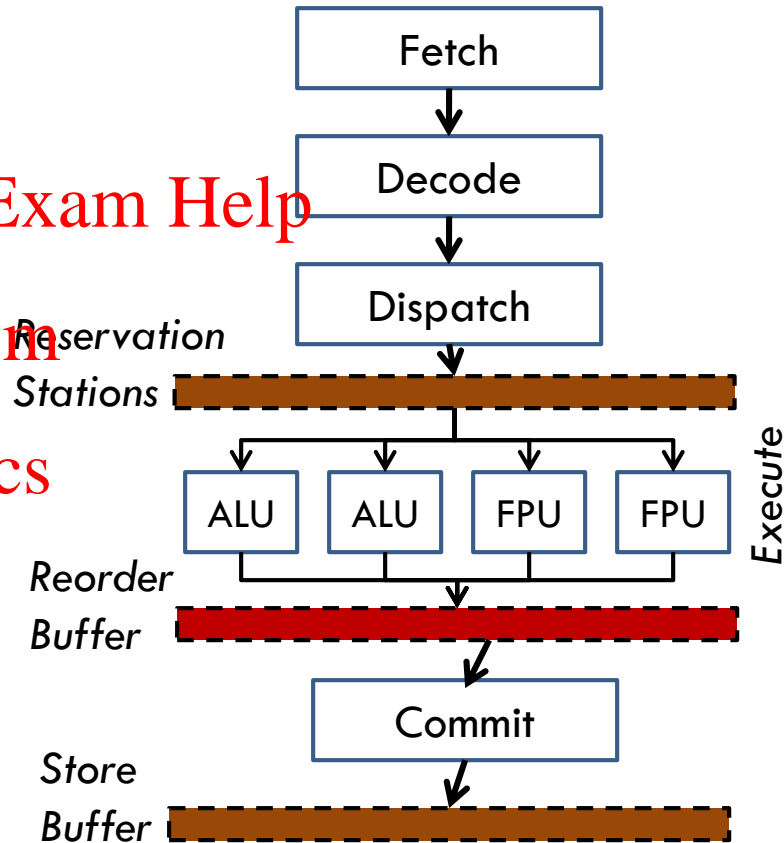 Fetch
Decode
Exam Help
Dispatch
Reservation
m
Stations
cs
ALU ALU FPU FPU
Execute
Reorder
Buffer
Commit
Store
Buffer